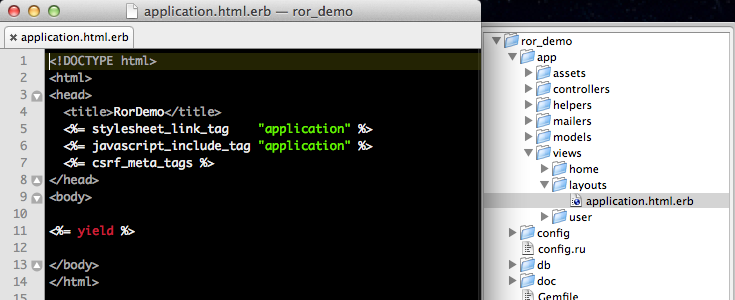 application.html.erb — ror_demo
application.html.erb
1 <!DOCTYPE html>
2 <html>
3 <head>
4 <title>RorDemo</title>
5 <%= stylesheet_link_tag    "application" %>
6 <%= javascript_include_tag "application" %>
7 <%= csrf_meta_tags %>
8 </head>
9 <body>
10
11 <%= yield %>
12
13 </body>
14 </html>
15
ror_demo
app
assets
controllers
helpers
mailers
models
views
home
layouts
application.html.erb
user
config
config.ru
db
doc
Gemfile